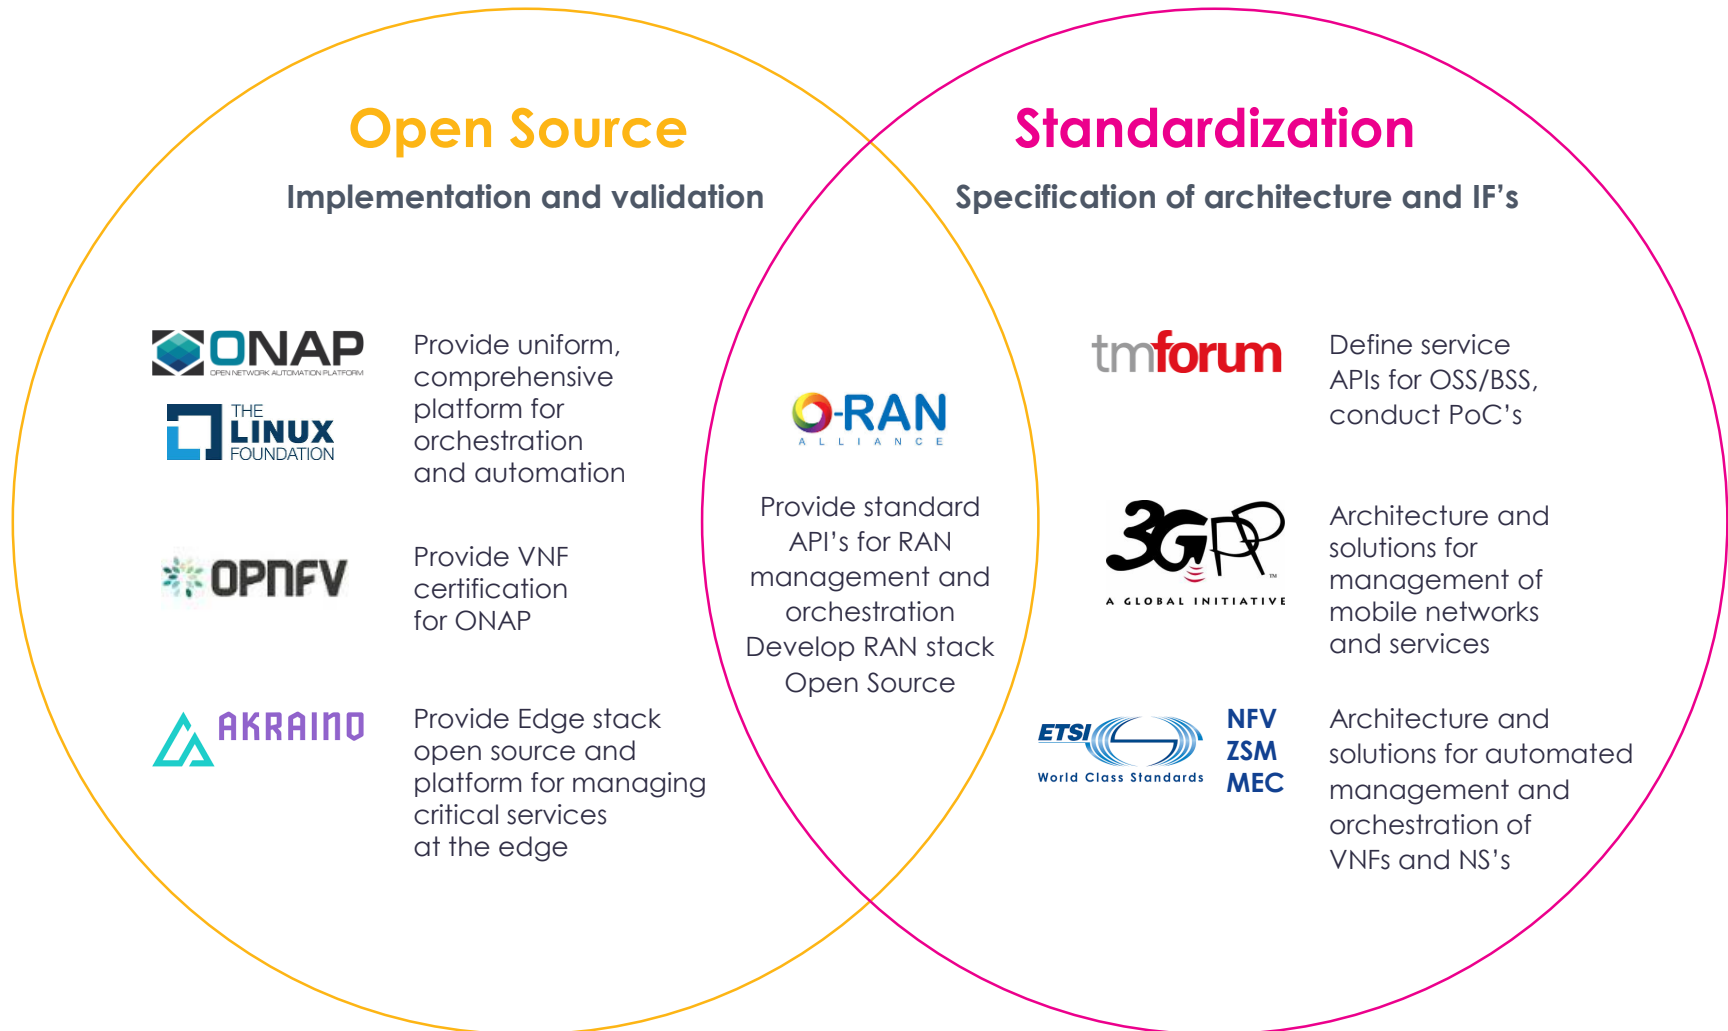 Open Source
Implementation and validation
ONAP
OPEN NETWORK AUTOMATION PLATFORM
THE
LINUX
FOUNDATION
Provide uniform,
comprehensive
platform for
orchestration
and automation
OPNFV
Provide VNF
certification
for ONAP
AKRAINO
Provide Edge stack
open source and
platform for managing
critical services
at the edge
O-RAN
ALLIANCE
Provide standard
API's for RAN
management and
orchestration
Develop RAN stack
Open Source
Standardization
Specification of architecture and IF's
tmforum
Define service
APIs for OSS/BSS,
conduct PoC's
3GPP
TM
A GLOBAL INITIATIVE
Architecture and
solutions for
management of
mobile networks
and services
ETSI
World Class Standards
NFV
ZSM
MEC
Architecture and
solutions for automated
management and
orchestration of
VNFs and NS's